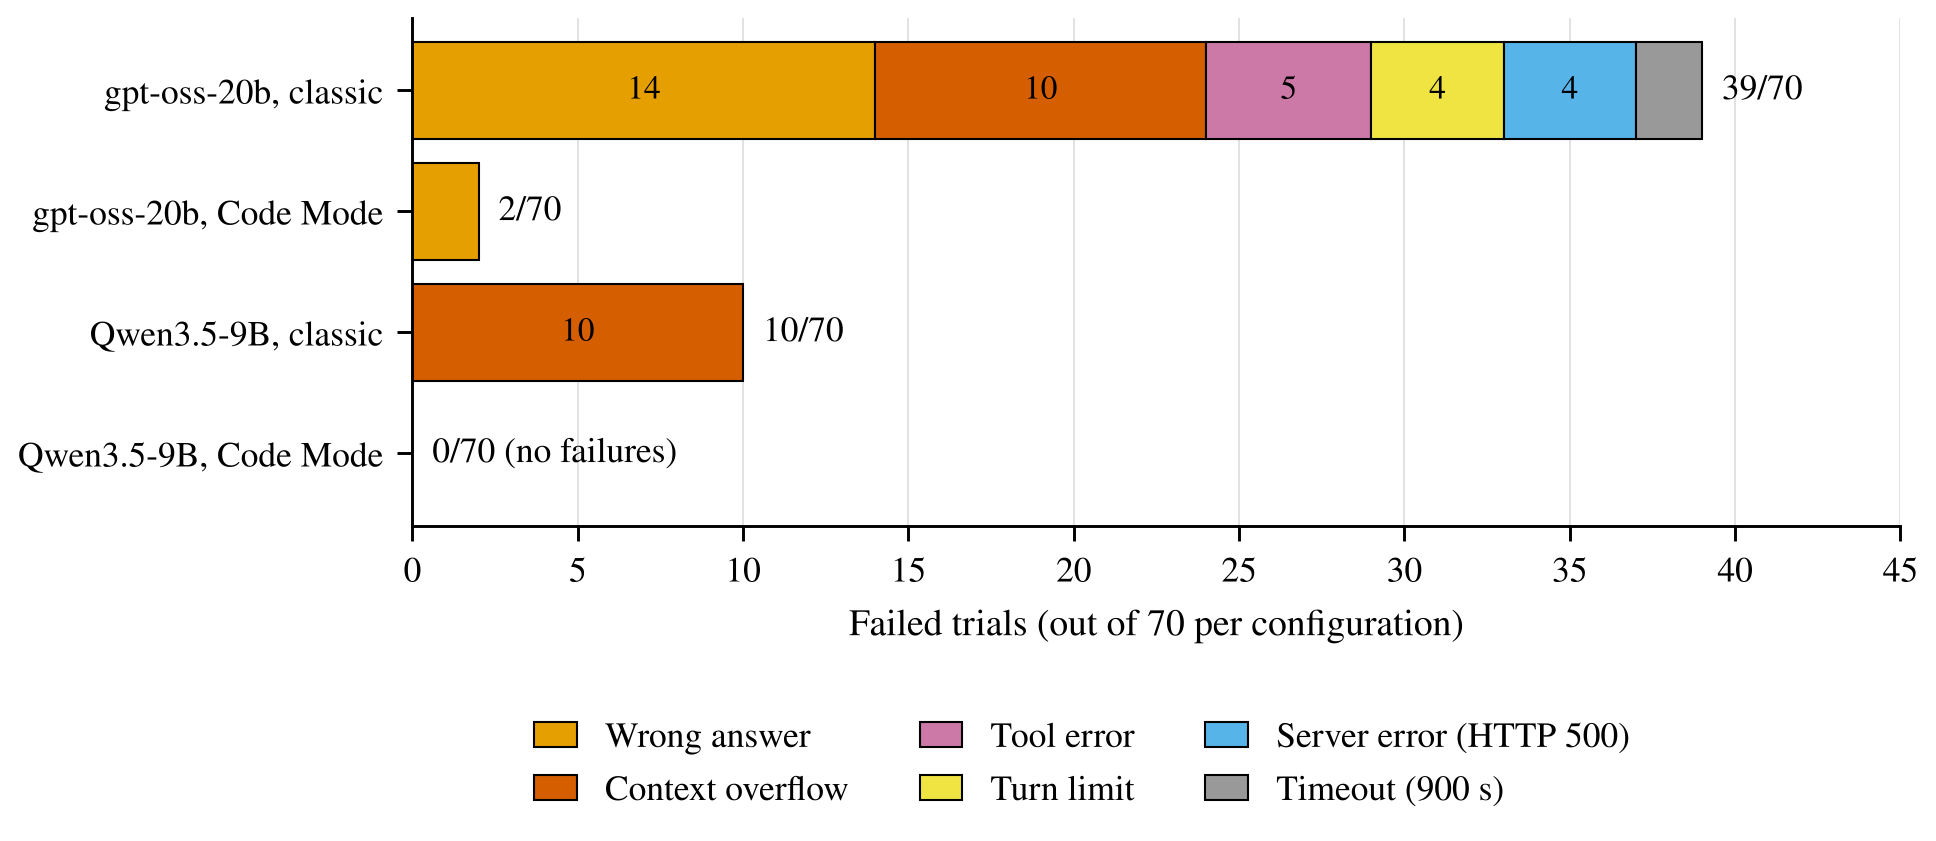 gpt-oss-20b, classic
14
10
5
4
4
39/70
gpt-oss-20b, Code Mode
2/70
Qwen3.5-9B, classic
10
10/70
Qwen3.5-9B, Code Mode
0/70 (no failures)
0 5 10 15 20 25 30 35 40 45
Failed trials (out of 70 per configuration)
Wrong answer
Context overflow
Tool error
Turn limit
Server error (HTTP 500)
Timeout (900 s)